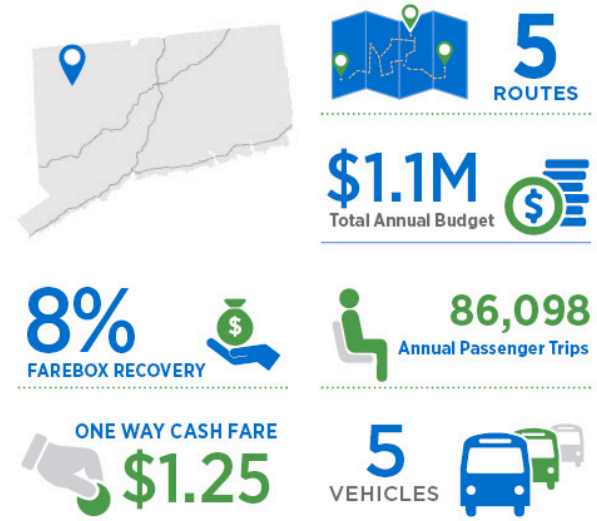 5
ROUTES
$1.1M
Total Annual Budget
$
8%
FAREBOX RECOVERY
$
86,098
Annual Passenger Trips
ONE WAY CASH FARE
$1.25
5
VEHICLES